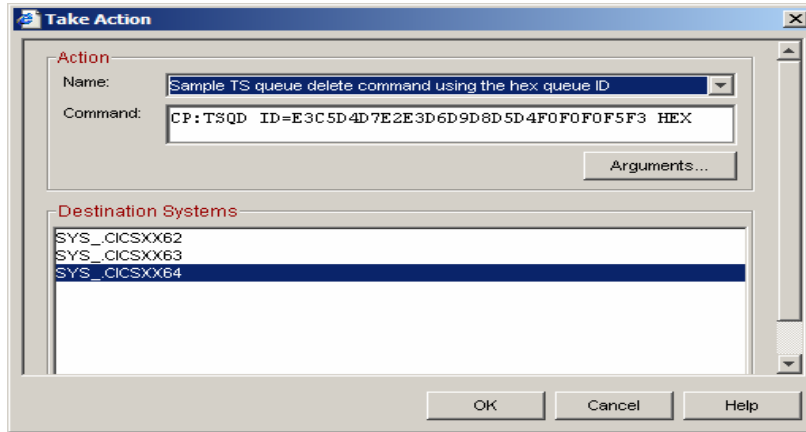 Take Action
Action
Name: Sample TS queue delete command using the hex queue ID
Command: CP:TSQD ID=E3C5D4D7E2E3D6D9D8D5D4F0F0F0F5F3 HEX
Arguments...
Destination Systems
SYS_.CICSXX62
SYS_.CICSXX63
SYS_.CICSXX64
OK Cancel Help